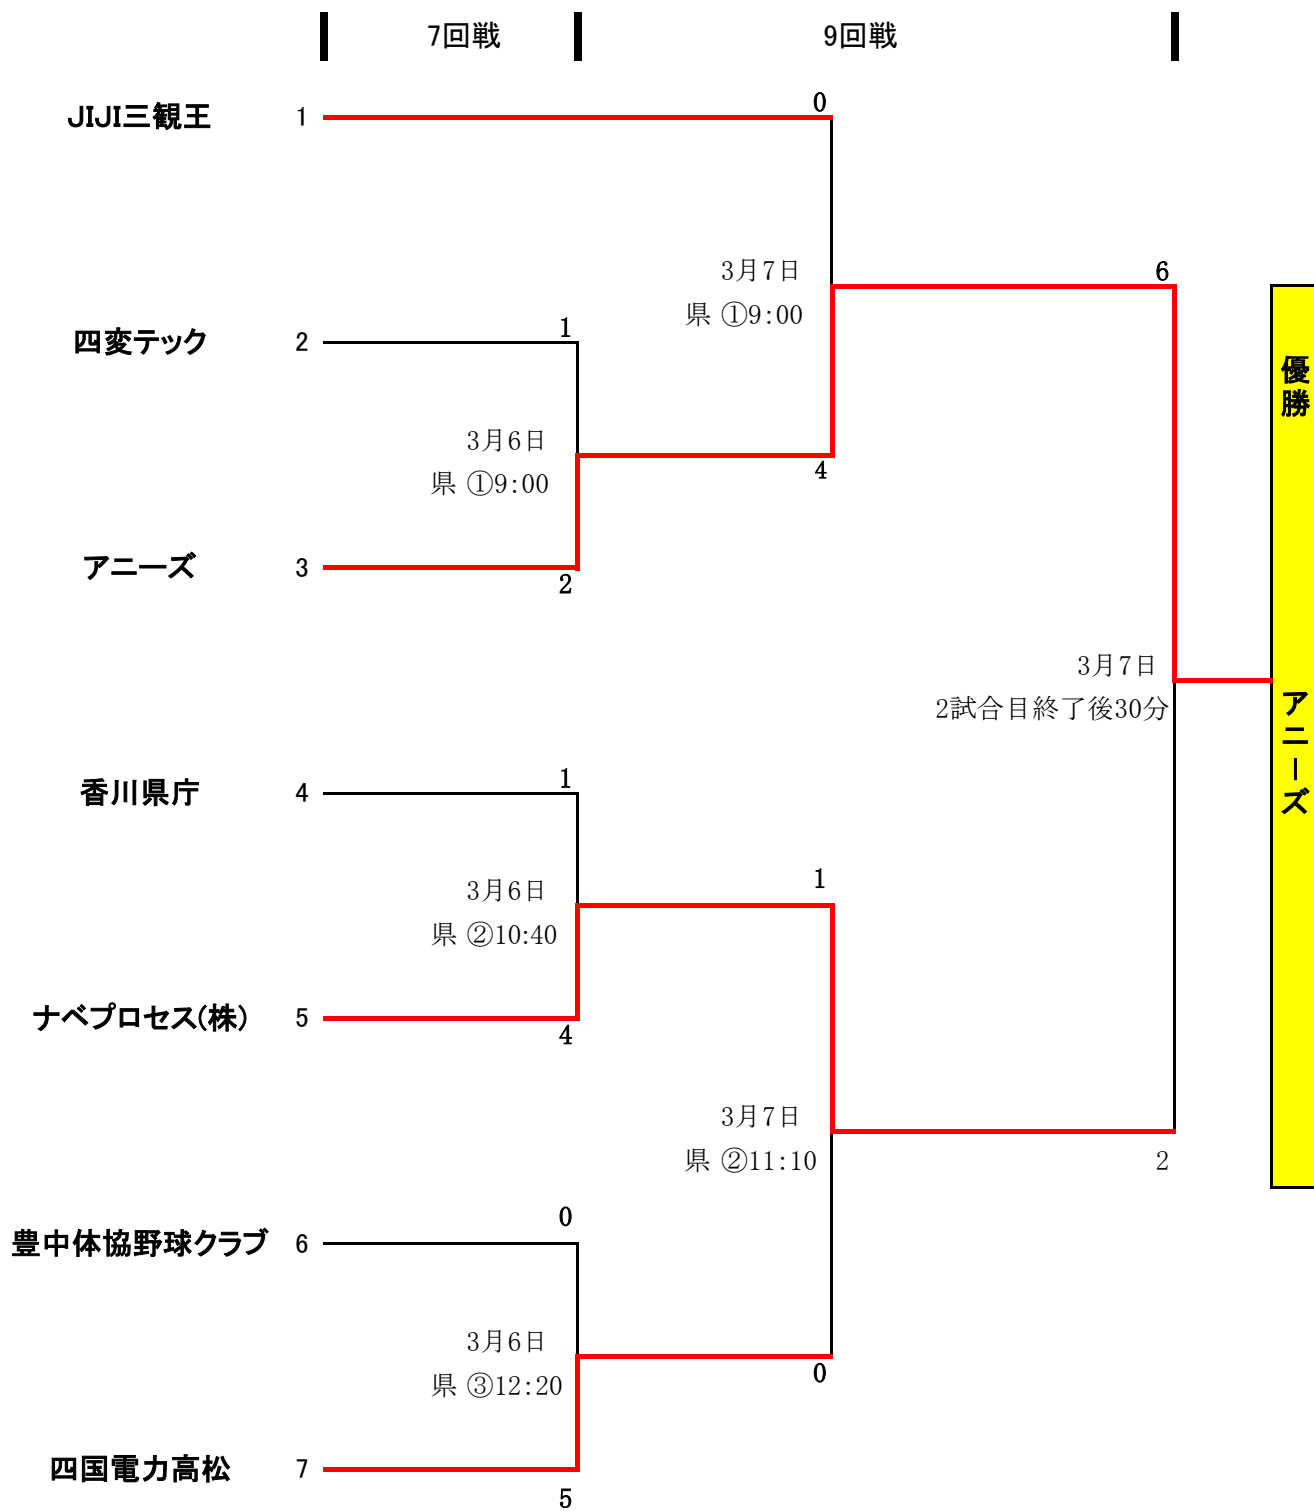 7回戦 9回戦
0
JIJI三観王 1
3月7日 6
県 ①9:00
四変テック 2 1
3月6日
県 ①9:00 4
アニーズ 3
2
3月7日
2試合目終了後30分
優勝 アニーズ
香川県庁 4 1
3月6日 1
県 ②10:40
ナベプロセス(株) 5
4
3月7日
県 ②11:10 2
豊中体協野球クラブ 6 0
3月6日
県 ③12:20 0
四国電力高松 7
5